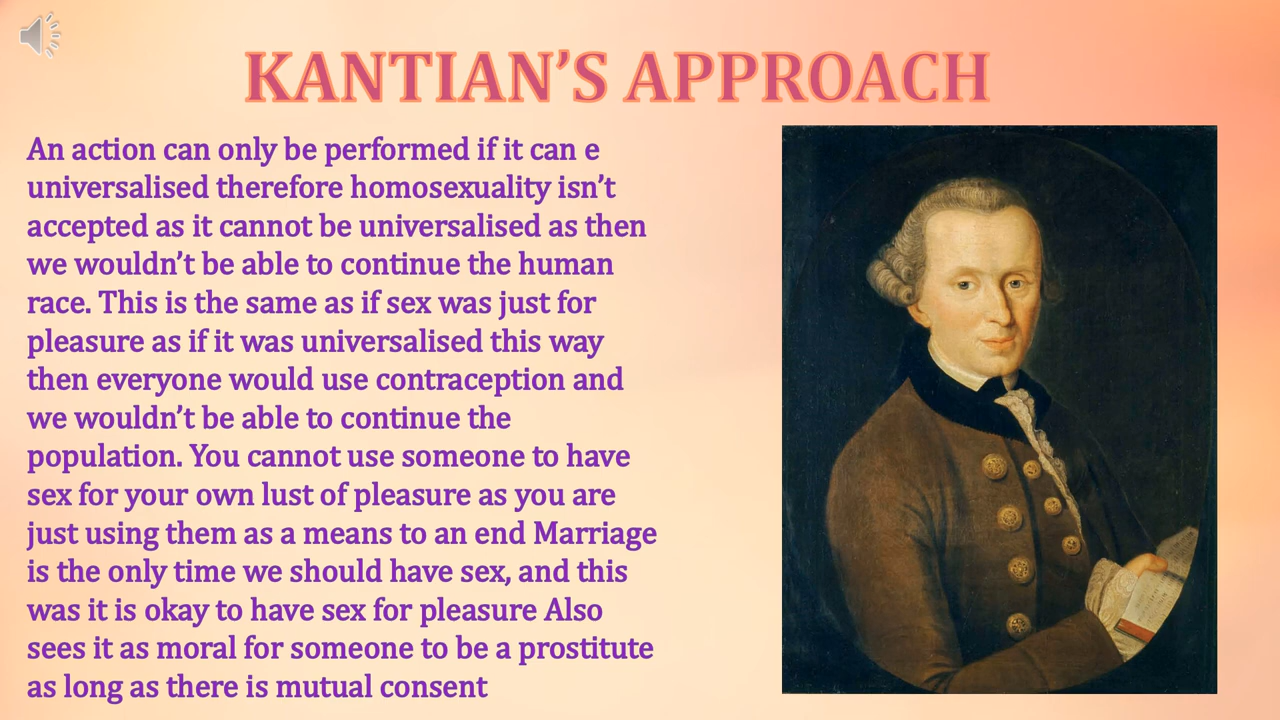 KANTIAN’S APPROACH
An action can only be performed if it can e
universalised therefore homosexuality isn’t
accepted as it cannot be universalised as then
we wouldn’t be able to continue the human
race. This is the same as if sex was just for
pleasure as if it was universalised this way
then everyone would use contraception and
we wouldn’t be able to continue the
population. You cannot use someone to have
sex for your own lust of pleasure as you are
just using them as a means to an end Marriage
is the only time we should have sex, and this
was it is okay to have sex for pleasure Also
sees it as moral for someone to be a prostitute
as long as there is mutual consent